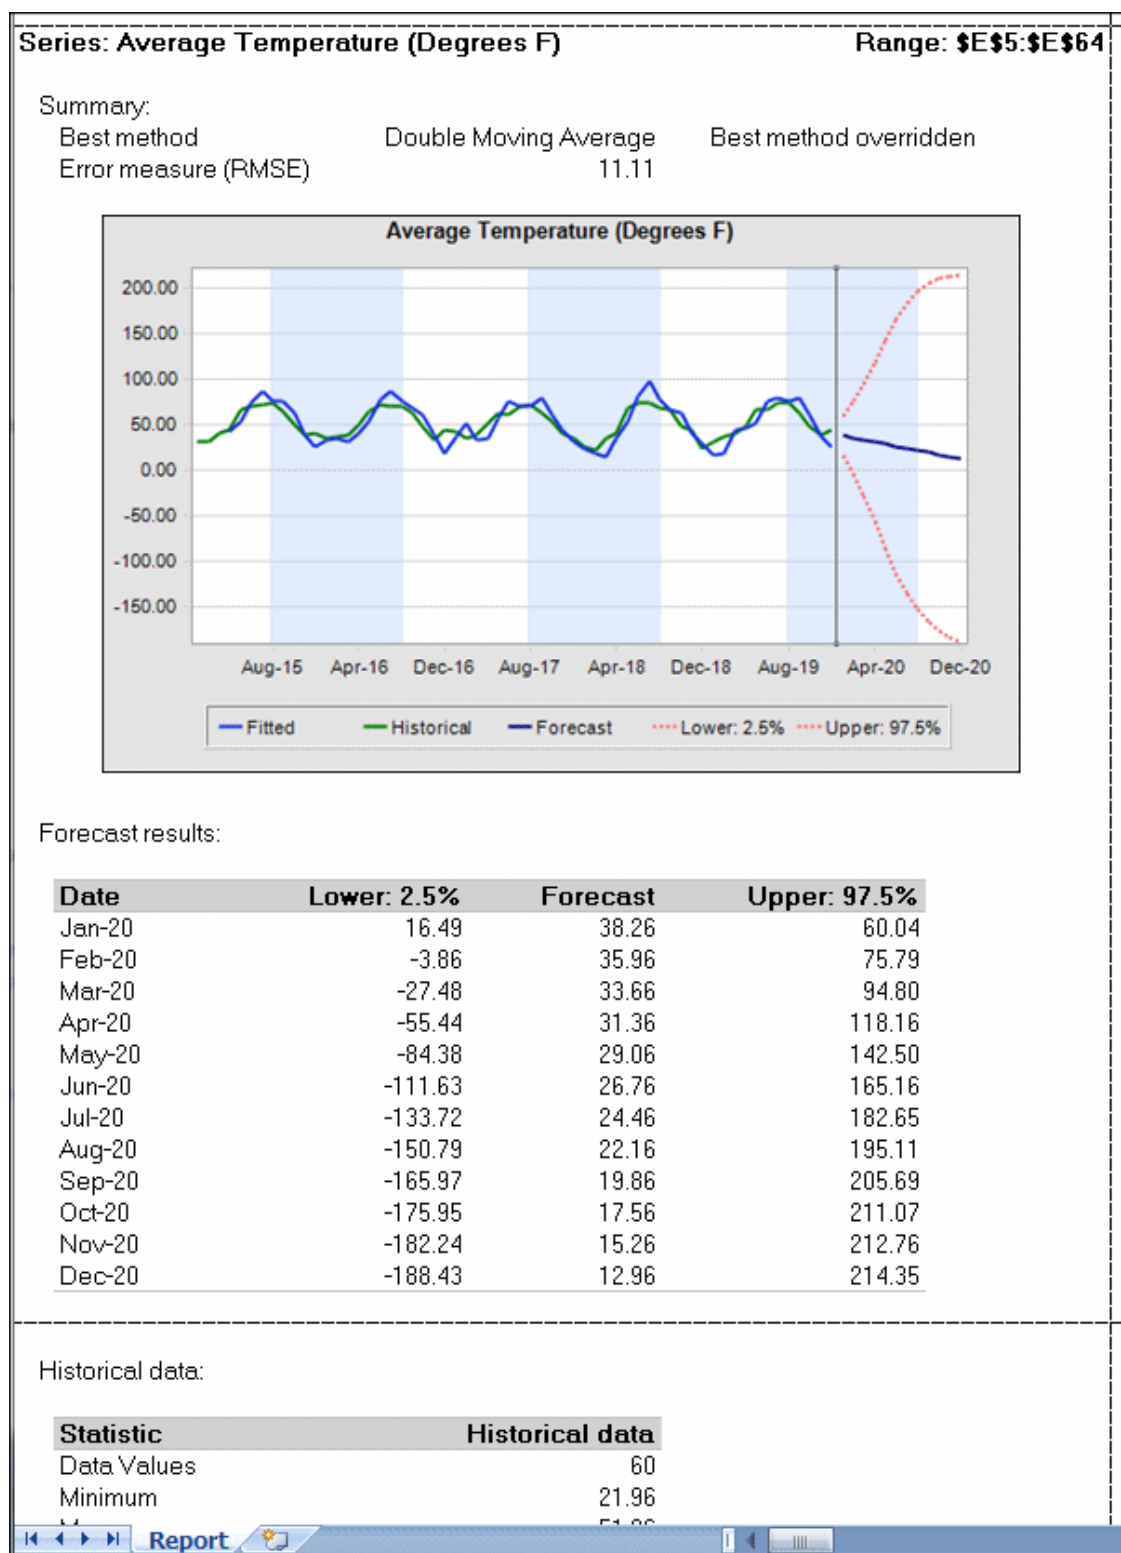 Series: Average Temperature (Degrees F) Range: $E$5:$E$64
Summary:
Best method Double Moving Average Best method overridden
Error measure (RMSE) 11.11
Average Temperature (Degrees F)
200.00
150.00
100.00
50.00
0.00
-50.00
-100.00
-150.00
Aug-15 Apr-16 Dec-16 Aug-17 Apr-18 Dec-18 Aug-19 Apr-20 Dec-20
Fitted Historical Forecast Lower: 2.5% Upper: 97.5%
Forecast results:
Date Lower: 2.5% Forecast Upper: 97.5%
Jan-20 16.49 38.26 60.04
Feb-20 -3.86 35.96 75.79
Mar-20 -27.48 33.66 94.80
Apr-20 -55.44 31.36 118.16
May-20 -84.38 29.06 142.50
Jun-20 -111.63 26.76 165.16
Jul-20 -133.72 24.46 182.65
Aug-20 -150.79 22.16 195.11
Sep-20 -165.97 19.86 205.69
Oct-20 -175.95 17.56 211.07
Nov-20 -182.24 15.26 212.76
Dec-20 -188.43 12.96 214.35
Historical data:
Statistic Historical data
Data Values 60
Minimum 21.96
Report